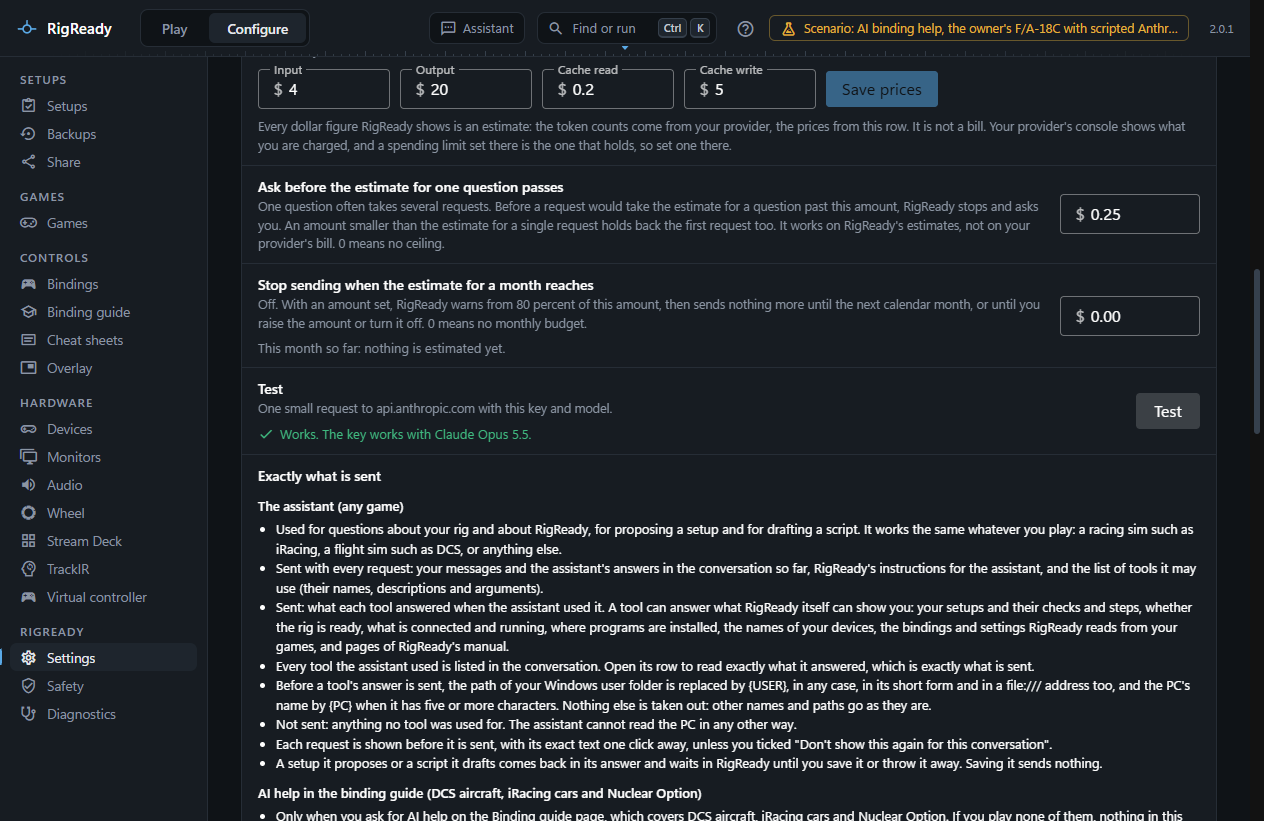 RigReady
Play
Configure
Assistant
Find or run
Ctrl
K
Scenario: AI binding help, the owner's F/A-18C with scripted Anthr...
2.0.1
SETUPS
Setups
Backups
Share
GAMES
Games
CONTROLS
Bindings
Binding guide
Cheat sheets
Overlay
HARDWARE
Devices
Monitors
Audio
Wheel
Stream Deck
TrackIR
Virtual controller
RIGREADY
Settings
Safety
Diagnostics
Input
$ 4
Output
$ 20
Cache read
$ 0.2
Cache write
$ 5
Save prices
Every dollar figure RigReady shows is an estimate: the token counts come from your provider, the prices from this row. It is not a bill. Your provider's console shows what
you are charged, and a spending limit set there is the one that holds, so set one there.
Ask before the estimate for one question passes
One question often takes several requests. Before a request would take the estimate for a question past this amount, RigReady stops and asks
you. An amount smaller than the estimate for a single request holds back the first request too. It works on RigReady's estimates, not on your
provider's bill. 0 means no ceiling.
$ 0.25
Stop sending when the estimate for a month reaches
Off. With an amount set, RigReady warns from 80 percent of this amount, then sends nothing more until the next calendar month, or until you
raise the amount or turn it off. 0 means no monthly budget.
This month so far: nothing is estimated yet.
$ 0.00
Test
One small request to api.anthropic.com with this key and model.
Works. The key works with Claude Opus 5.5.
Test
Exactly what is sent
The assistant (any game)
• Used for questions about your rig and about RigReady, for proposing a setup and for drafting a script. It works the same whatever you play: a racing sim such as
iRacing, a flight sim such as DCS, or anything else.
• Sent with every request: your messages and the assistant's answers in the conversation so far, RigReady's instructions for the assistant, and the list of tools it may
use (their names, descriptions and arguments).
• Sent: what each tool answered when the assistant used it. A tool can answer what RigReady itself can show you: your setups and their checks and steps, whether
the rig is ready, what is connected and running, where programs are installed, the names of your devices, the bindings and settings RigReady reads from your
games, and pages of RigReady's manual.
• Every tool the assistant used is listed in the conversation. Open its row to read exactly what it answered, which is exactly what is sent.
• Before a tool's answer is sent, the path of your Windows user folder is replaced by {USER}, in any case, in its short form and in a file:/// address too, and the PC's
name by {PC} when it has five or more characters. Nothing else is taken out: other names and paths go as they are.
• Not sent: anything no tool was used for. The assistant cannot read the PC in any other way.
• Each request is shown before it is sent, with its exact text one click away, unless you ticked "Don't show this again for this conversation".
• A setup it proposes or a script it drafts comes back in its answer and waits in RigReady until you save it or throw it away. Saving it sends nothing.
AI help in the binding guide (DCS aircraft, iRacing cars and Nuclear Option)
• Only when you ask for AI help on the Binding guide page, which covers DCS aircraft, iRacing cars and Nuclear Option. If you play none of them, nothing in this